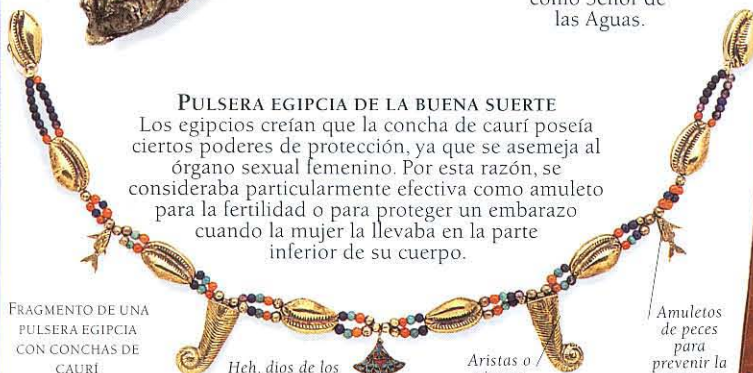 como Señor de
las Aguas.
PULSERA EGIPCIA DE LA BUENA SUERTE
Los egipcios creían que la concha de caurí poseía
ciertos poderes de protección, ya que se asemeja al
órgano sexual femenino. Por esta razón, se
consideraba particularmente efectiva como amuleto
para la fertilidad o para proteger un embarazo
cuando la mujer la llevaba en la parte
inferior de su cuerpo.
FRAGMENTO DE UNA
PULSERA EGIPCIA
CON CONCHAS DE
CAURÍ
Heh, dios de los
Aristas o
Amuletos
de peces
para
prevenir la